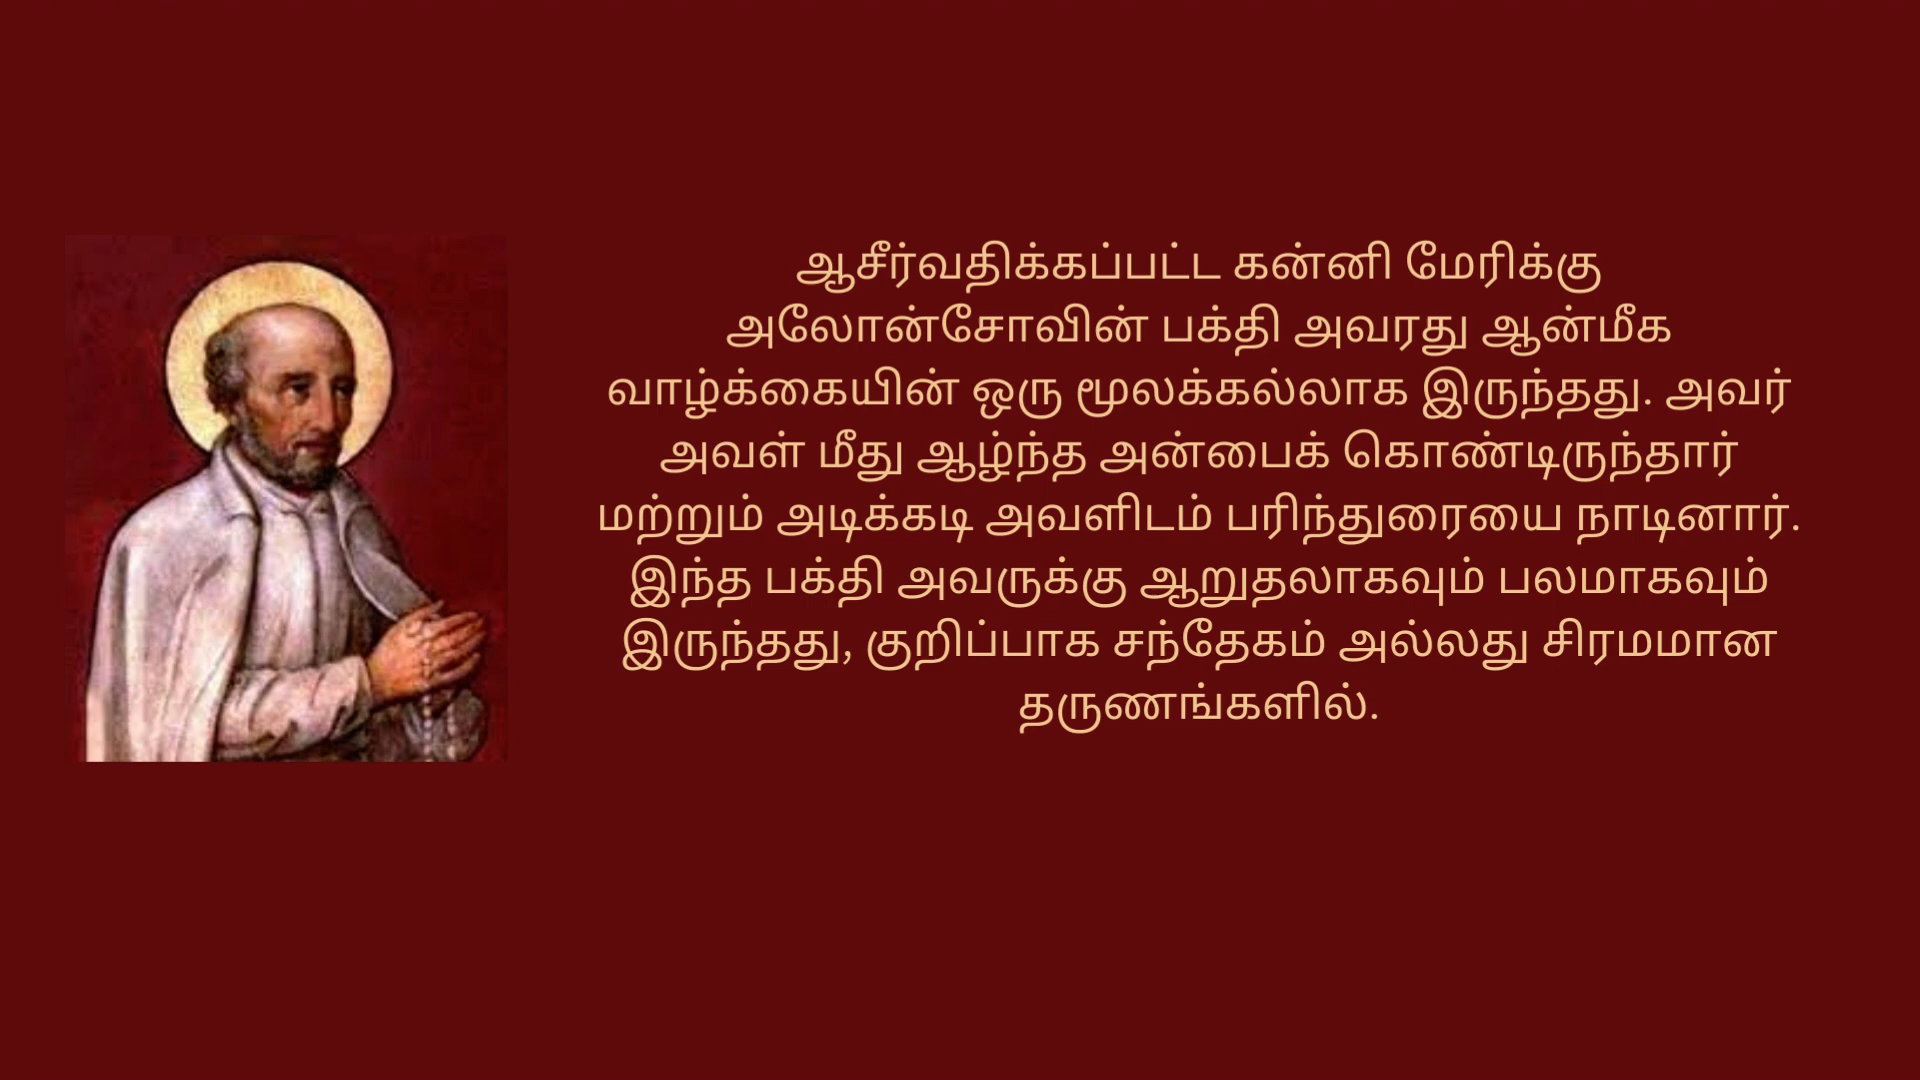 ஆசீர்வதிக்கப்பட்ட கன்னி மேரிக்கு
அலோன்சோவின் பக்தி அவரது ஆன்மீக
வாழ்க்கையின் ஒரு மூலக்கல்லாக இருந்தது. அவர்
அவள் மீது ஆழ்ந்த அன்பைக் கொண்டிருந்தார்
மற்றும் அடிக்கடி அவளிடம் பரிந்துரையை நாடினார்.
இந்த பக்தி அவருக்கு ஆறுதலாகவும் பலமாகவும்
இருந்தது, குறிப்பாக சந்தேகம் அல்லது சிரமமான
தருணங்களில்.